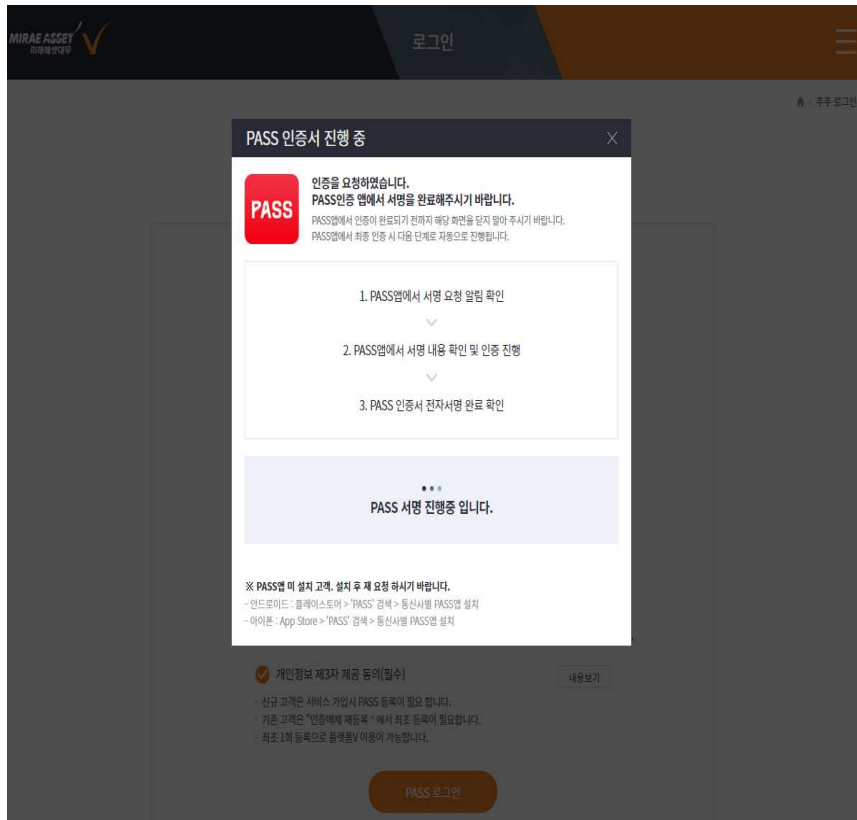 MIRAE ASSET
미래에셋대우
로그인
주주 로그인
PASS 인증서 진행 중
PASS
인증을 요청하였습니다.
PASS인증 앱에서 서명을 완료해주시기 바랍니다.
PASS앱에서 인증이 완료되기 전까지 해당 화면을 닫지 말아 주시기 바랍니다.
PASS앱에서 최종 인증 시 다음 단계로 자동으로 진행됩니다.
1. PASS앱에서 서명 요청 알림 확인
2. PASS앱에서 서명 내용 확인 및 인증 진행
3. PASS 인증서 전자서명 완료 확인
PASS 서명 진행중 입니다.
※ PASS앱 미 설치 고객. 설치 후 재 요청 하시기 바랍니다.
- 안드로이드 : 플레이스토어 > 'PASS' 검색 > 통신사별 PASS앱 설치
- 아이폰 : App Store > 'PASS' 검색 > 통신사별 PASS앱 설치
개인정보 제3자 제공 동의(필수)
내용보기
- 신규 고객은 서비스 가입시 PASS 등록이 필요 합니다.
- 기존 고객은 "인증매체 재등록 " 에서 최초 등록이 필요합니다.
- 최초 1회 등록으로 플랫폼V 이용이 가능합니다.
PASS 로그인